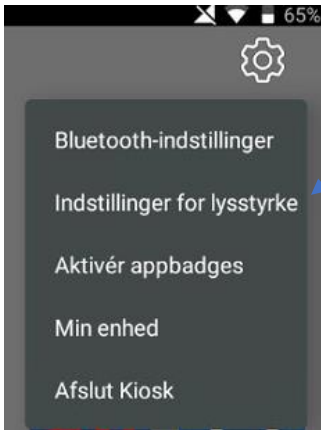 65%
Bluetooth-indstillinger
Indstillinger for lysstyrke
Aktivér appbadges
Min enhed
Afslut Kiosk